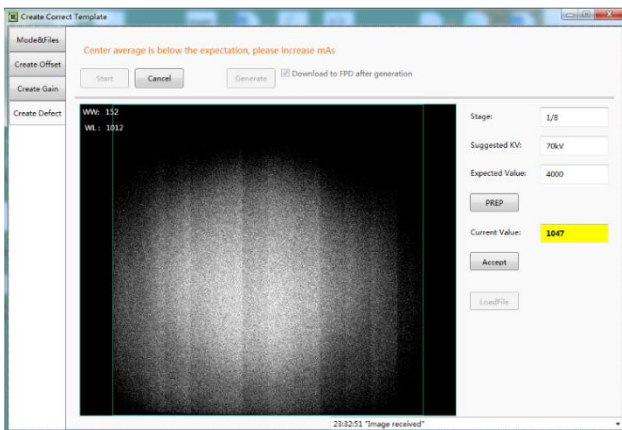 Create Correct Template
Mode&Files
Create Offset
Create Gain
Create Defect
Center average is below the expectation, please increase mAs
Start
Cancel
Generate
Download to FPD after generation
WW: 152
WL: 1012
Stage:
1/8
Suggested KV:
70kV
Expected Value:
4000
PREP
Current Value:
1047
Accept
LoadFile
23:32:51 "Image received"